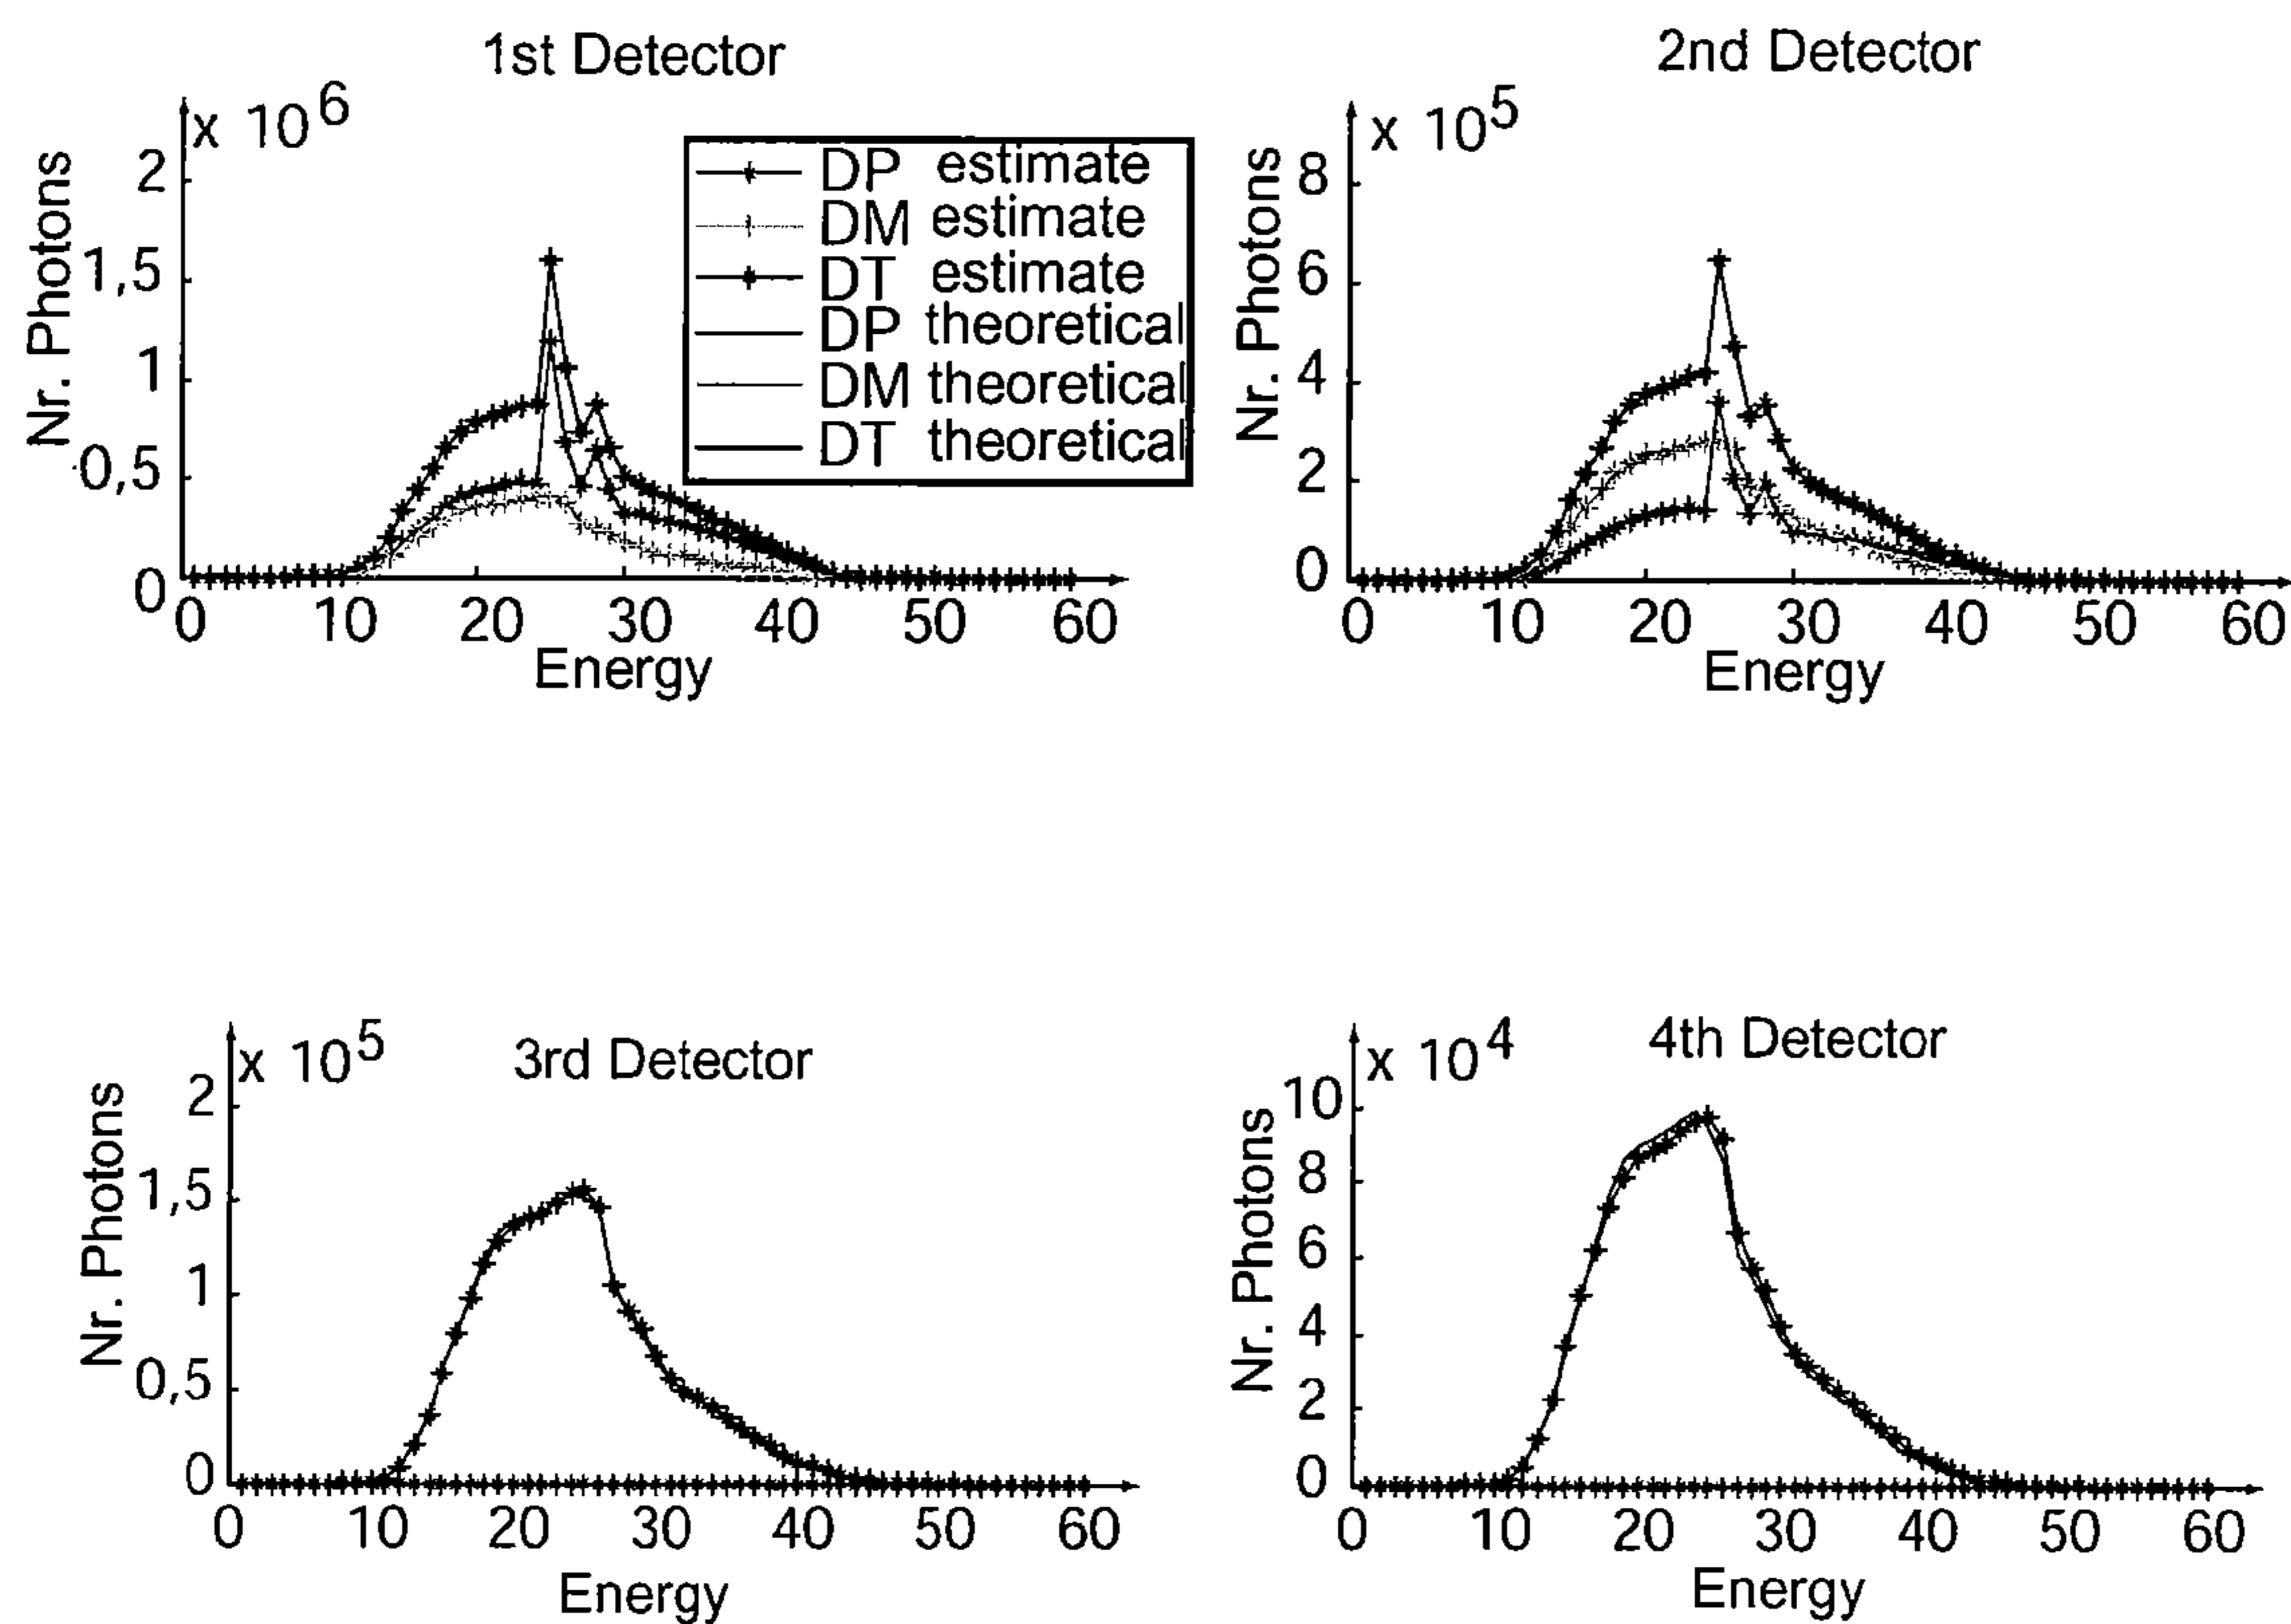 1st Detector
x 10^6
Nr. Photons
2
1,5
1
0,5
0
0 10 20 30 40 50 60
Energy
DP estimate
DM estimate
DT estimate
DP theoretical
DM theoretical
DT theoretical
2nd Detector
x 10^5
Nr. Photons
8
6
4
2
0
0 10 20 30 40 50 60
Energy
3rd Detector
x 10^5
Nr. Photons
2
1,5
1
0,5
0
0 10 20 30 40 50 60
Energy
4th Detector
x 10^4
Nr. Photons
10
8
6
4
2
0
0 10 20 30 40 50 60
Energy